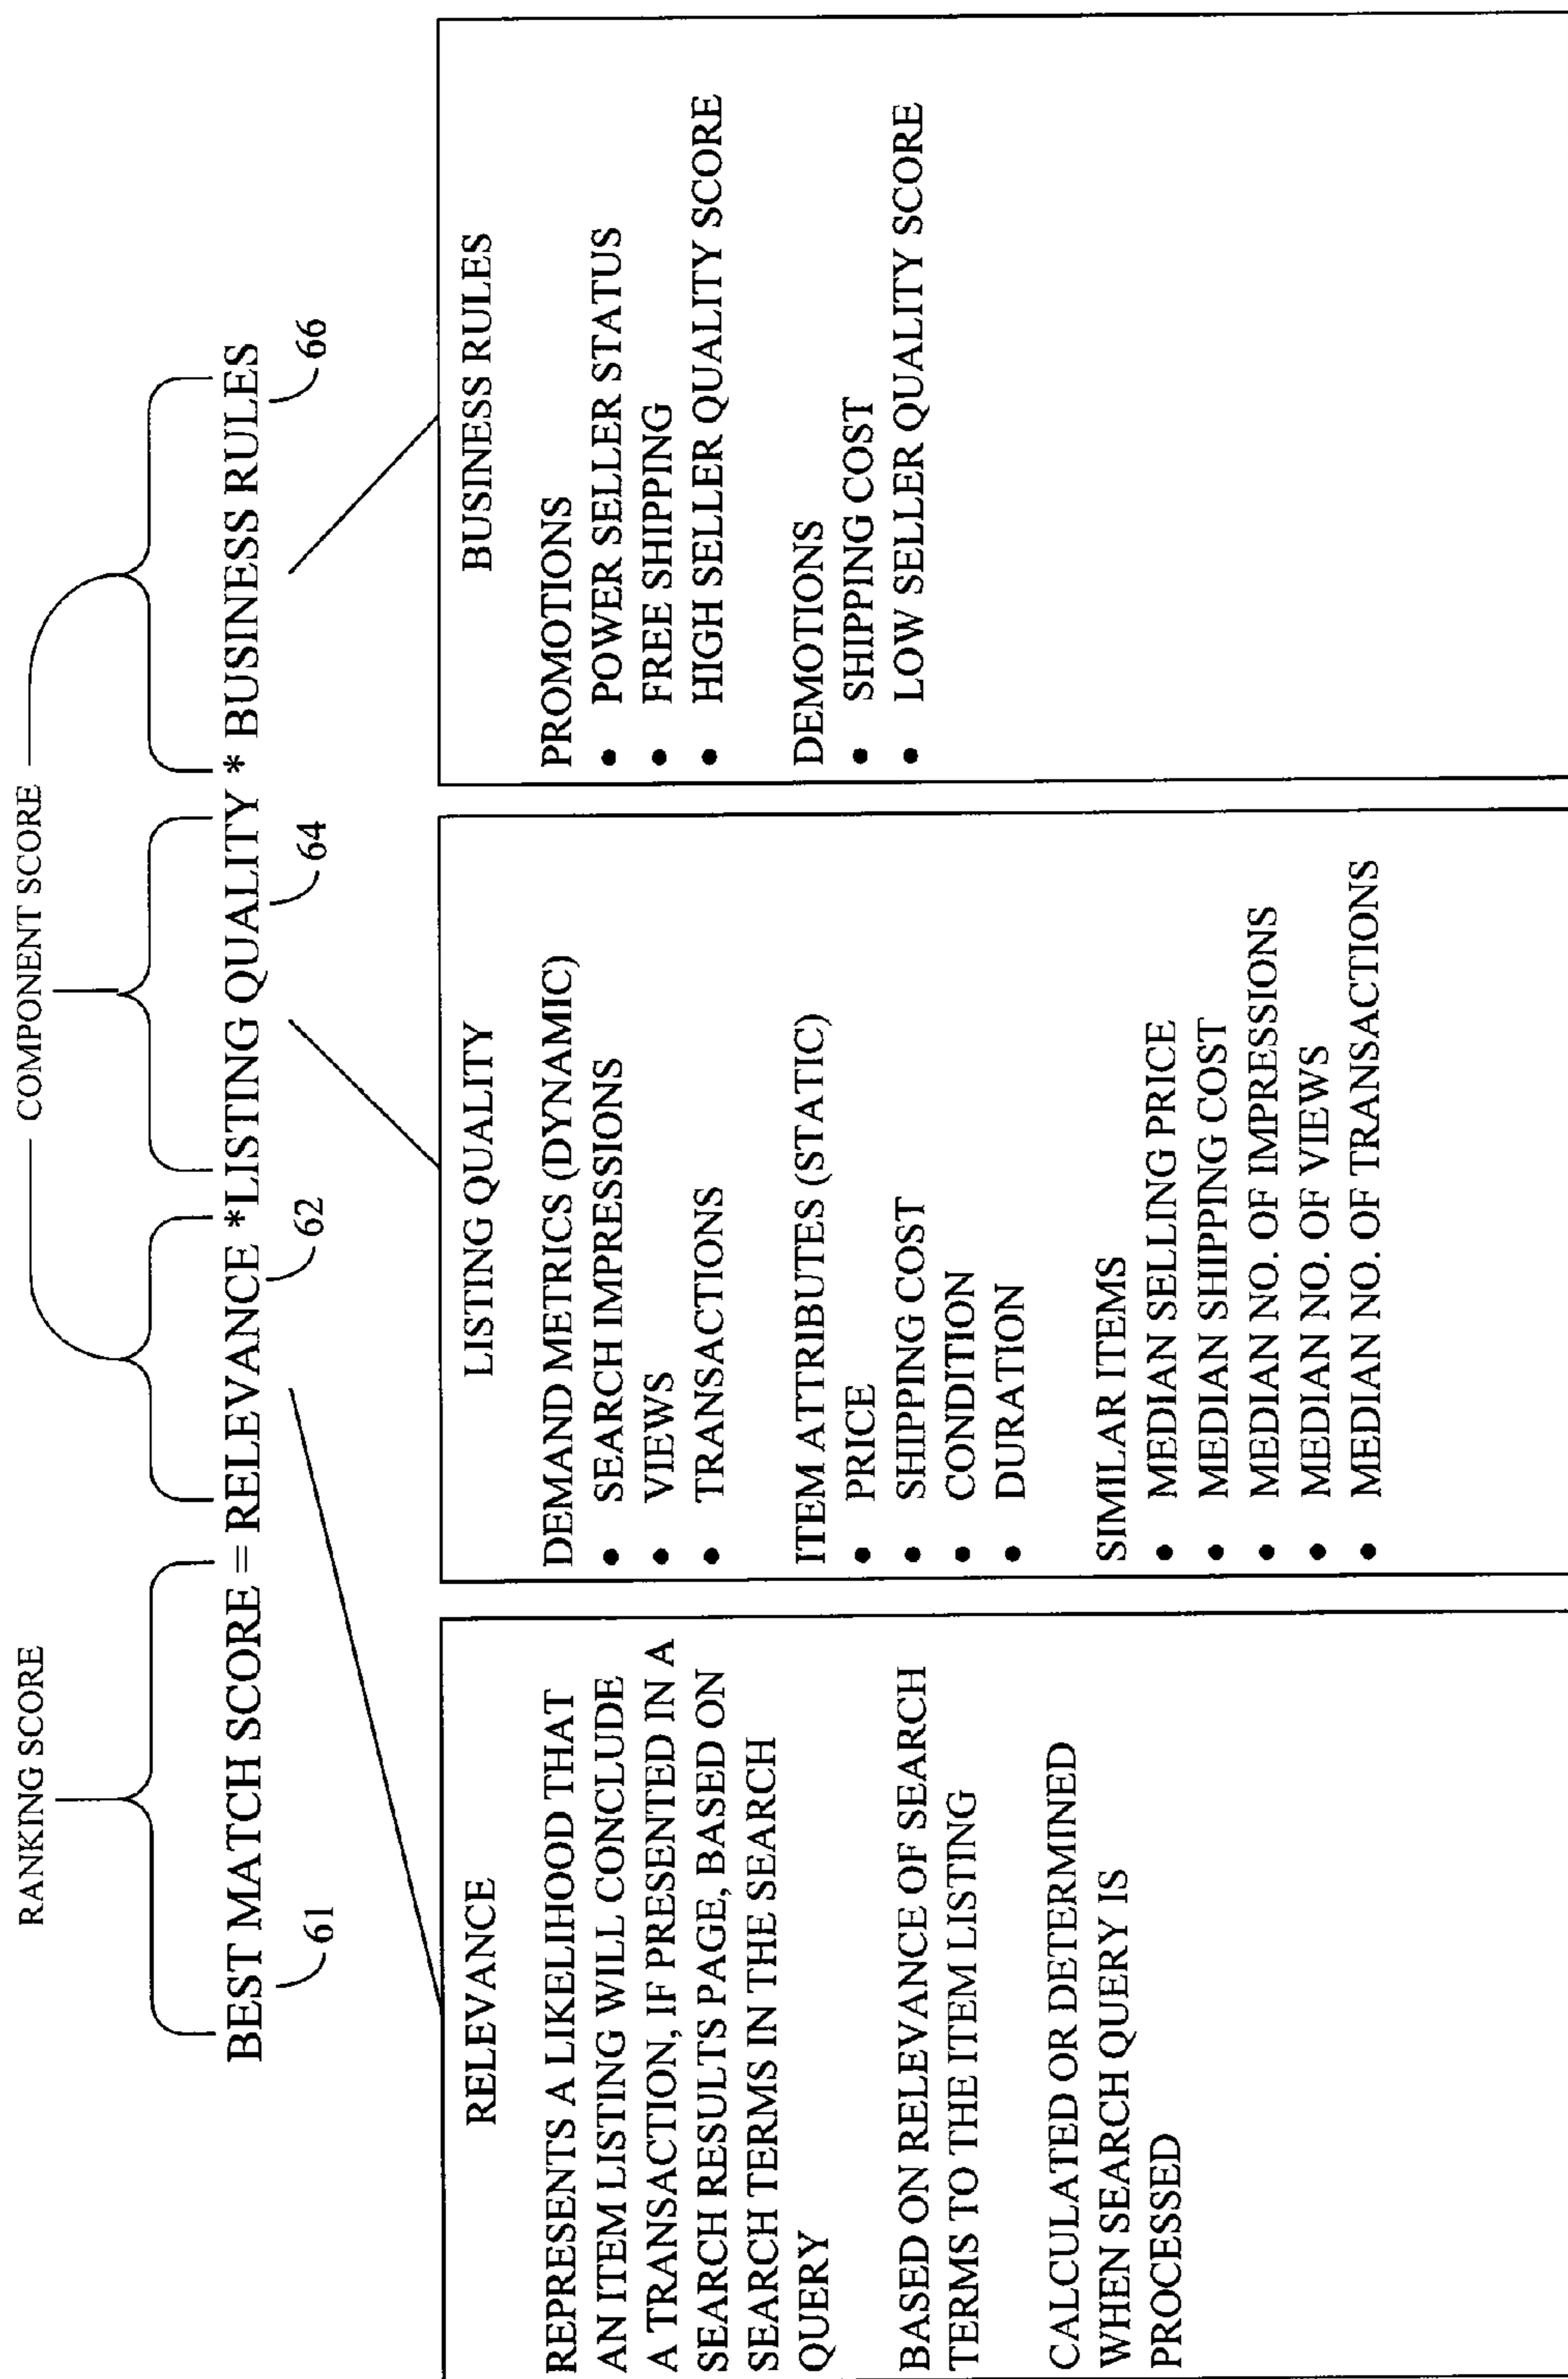 RANKING SCORE
COMPONENT SCORE
BEST MATCH SCORE = RELEVANCE *LISTING QUALITY * BUSINESS RULES
61
62
64
66
RELEVANCE
REPRESENTS A LIKELIHOOD THAT
AN ITEM LISTING WILL CONCLUDE
A TRANSACTION, IF PRESENTED IN A
SEARCH RESULTS PAGE, BASED ON
SEARCH TERMS IN THE SEARCH
QUERY
BASED ON RELEVANCE OF SEARCH
TERMS TO THE ITEM LISTING
CALCULATED OR DETERMINED
WHEN SEARCH QUERY IS
PROCESSED
LISTING QUALITY
DEMAND METRICS (DYNAMIC)
• SEARCH IMPRESSIONS
• VIEWS
• TRANSACTIONS
ITEM ATTRIBUTES (STATIC)
• PRICE
• SHIPPING COST
• CONDITION
• DURATION
SIMILAR ITEMS
• MEDIAN SELLING PRICE
• MEDIAN SHIPPING COST
• MEDIAN NO. OF IMPRESSIONS
• MEDIAN NO. OF VIEWS
• MEDIAN NO. OF TRANSACTIONS
BUSINESS RULES
PROMOTIONS
• POWER SELLER STATUS
• FREE SHIPPING
• HIGH SELLER QUALITY SCORE
DEMOTIONS
• SHIPPING COST
• LOW SELLER QUALITY SCORE